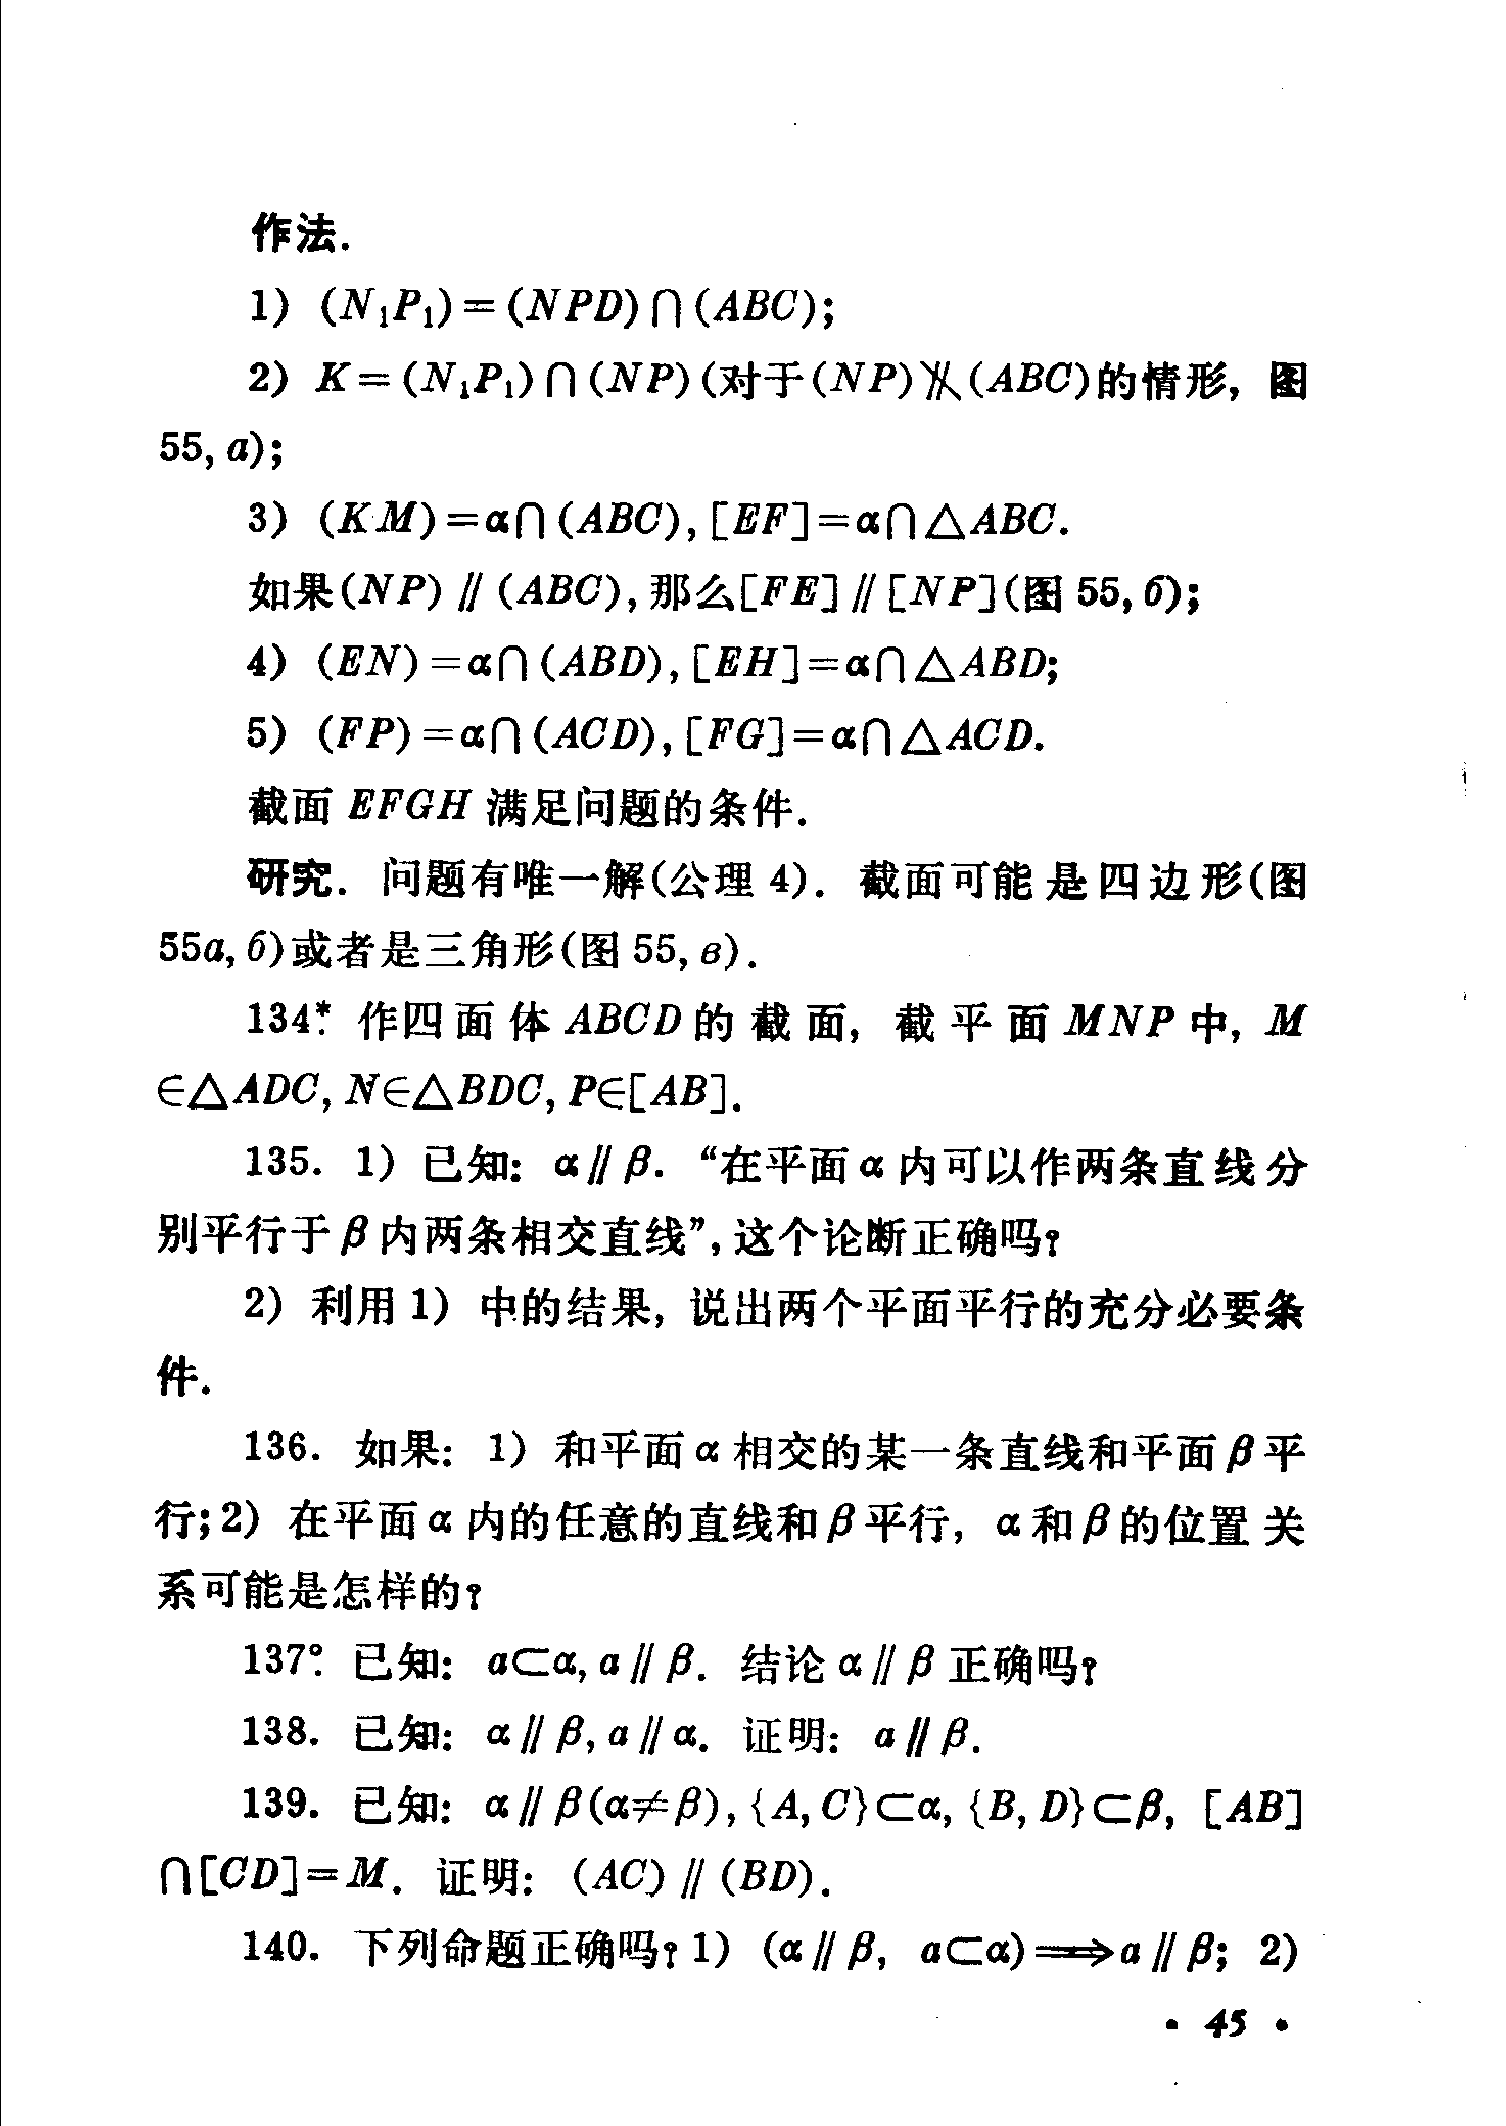 作法.
1) (N₁P₁)=(NPD)∩(ABC);
2) K=(N₁P₁)∩(NP)(对于(NP)∦(ABC)的情形, 图
55, a);
3) (KM)=α∩(ABC), [EF]=α∩△ABC.
如果(NP)∥(ABC), 那么[FE]∥[NP](图 55, б);
4) (EN)=α∩(ABD), [EH]=α∩△ABD;
5) (FP)=α∩(ACD), [FG]=α∩△ACD.
截面 EFGH 满足问题的条件.
研究. 问题有唯一解(公理 4). 截面可能是四边形(图
55a, б)或者是三角形(图 55, в).
134*. 作四面体 ABCD 的截面, 截平面 MNP 中, M
∈△ADC, N∈△BDC, P∈[AB].
135. 1) 已知: α∥β. “在平面 α 内可以作两条直线分
别平行于 β 内两条相交直线”, 这个论断正确吗?
2) 利用 1) 中的结果, 说出两个平面平行的充分必要条
件.
136. 如果: 1) 和平面 α 相交的某一条直线和平面 β 平
行; 2) 在平面 α 内的任意的直线和 β 平行, α 和 β 的位置关
系可能是怎样的?
137°. 已知: a⊂α, a∥β. 结论 α∥β 正确吗?
138. 已知: α∥β, a∥α. 证明: a∥β.
139. 已知: α∥β(α≠β), {A, C}⊂α, {B, D}⊂β, [AB]
∩[CD]=M. 证明: (AC)∥(BD).
140. 下列命题正确吗? 1) (α∥β, a⊂α)⟹a∥β; 2)
• 45 •